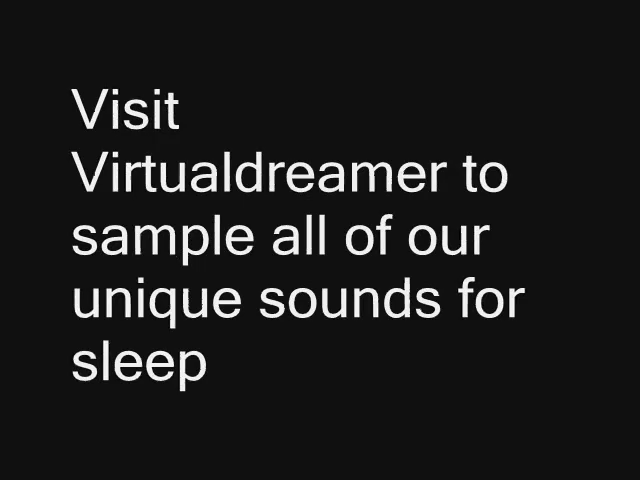 Visit
Virtualdreamer to
sample all of our
unique sounds for
sleep